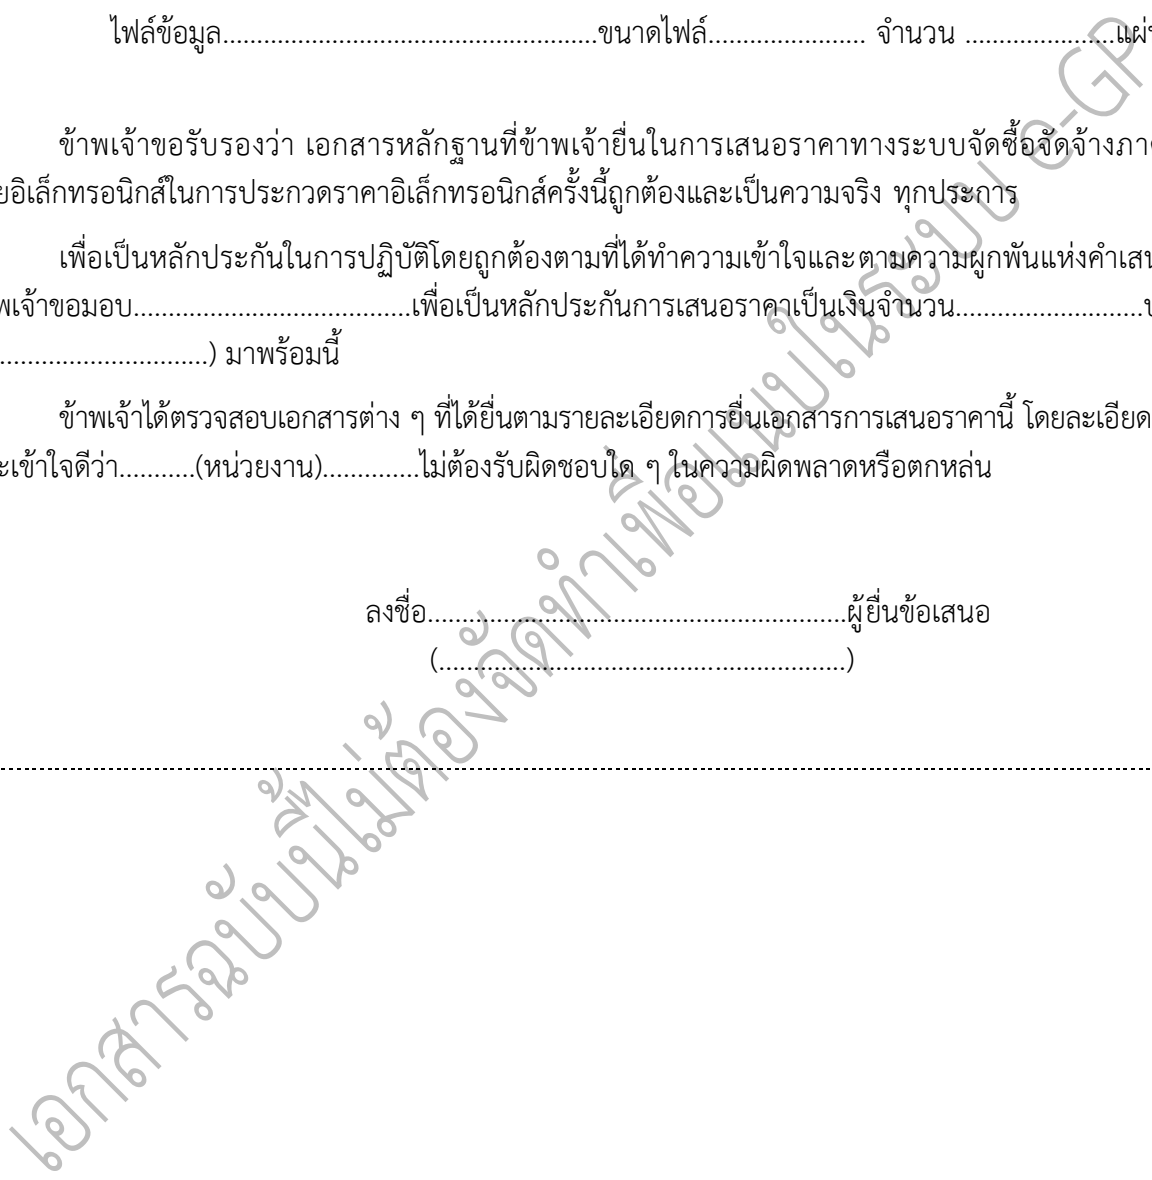 ไฟล์ข้อมูล......................................................ขนาดไฟล์....................... จำนวน ......................แผ่
ข้าพเจ้าขอรับรองว่า เอกสารหลักฐานที่ข้าพเจ้ายื่นในการเสนอราคาทางระบบจัดซื้อจัดจ้างภา
ยอิเล็กทรอนิกส์ในการประกวดราคาอิเล็กทรอนิกส์ครั้งนี้ถูกต้องและเป็นความจริง ทุกประการ
เพื่อเป็นหลักประกันในการปฏิบัติโดยถูกต้องตามที่ได้ทำความเข้าใจและตามความผูกพันแห่งคำเสน
พเจ้าขอมอบ........................................เพื่อเป็นหลักประกันการเสนอราคาเป็นเงินจำนวน...........................
..............................) มาพร้อมนี้
ข้าพเจ้าได้ตรวจสอบเอกสารต่าง ๆ ที่ได้ยื่นตามรายละเอียดการยื่นเอกสารการเสนอราคานี้ โดยละเอียด
ะเข้าใจดีว่า...........(หน่วยงาน)..............ไม่ต้องรับผิดชอบใด ๆ ในความผิดพลาดหรือตกหล่น
ลงชื่อ.............................................................ผู้ยื่นข้อเสนอ
(...........................................................)
เอกสารฉบับนี้ไม่ต้องจัดทำเพื่อแนบในระบบ e-GP